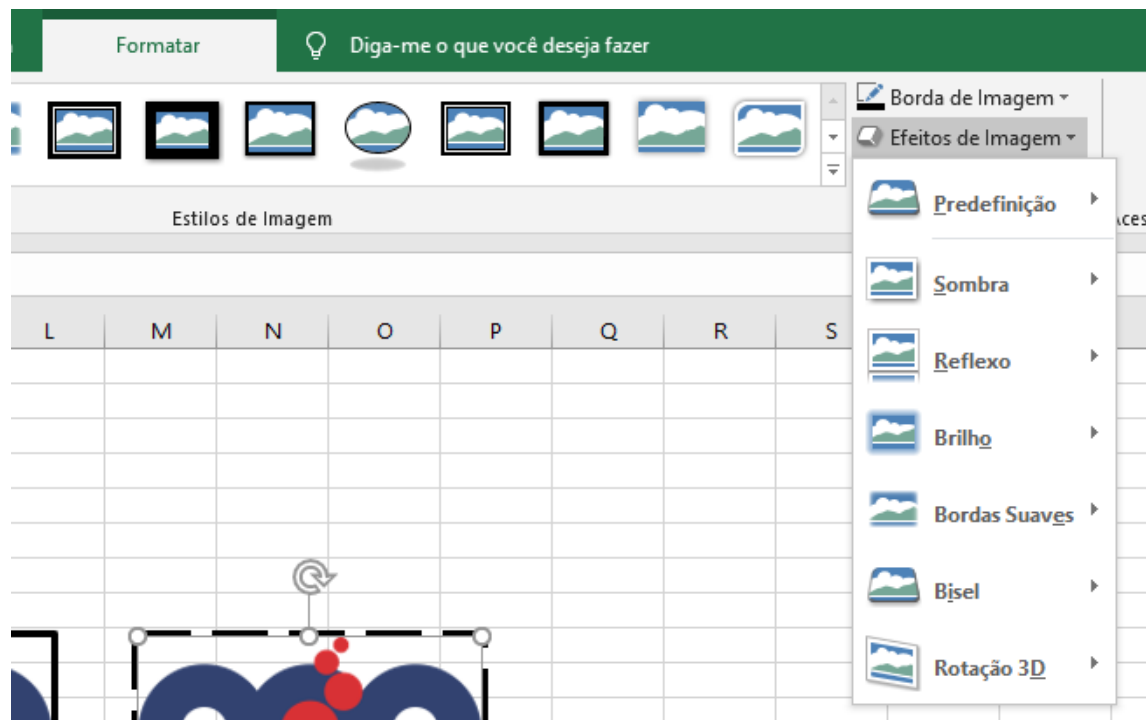 Formatar
Diga-me o que você deseja fazer
Borda de Imagem
Efeitos de Imagem
Estilos de Imagem
Predefinição
Sombra
Reflexo
Brilho
Bordas Suaves
Bisel
Rotação 3D
L M N O P Q R S